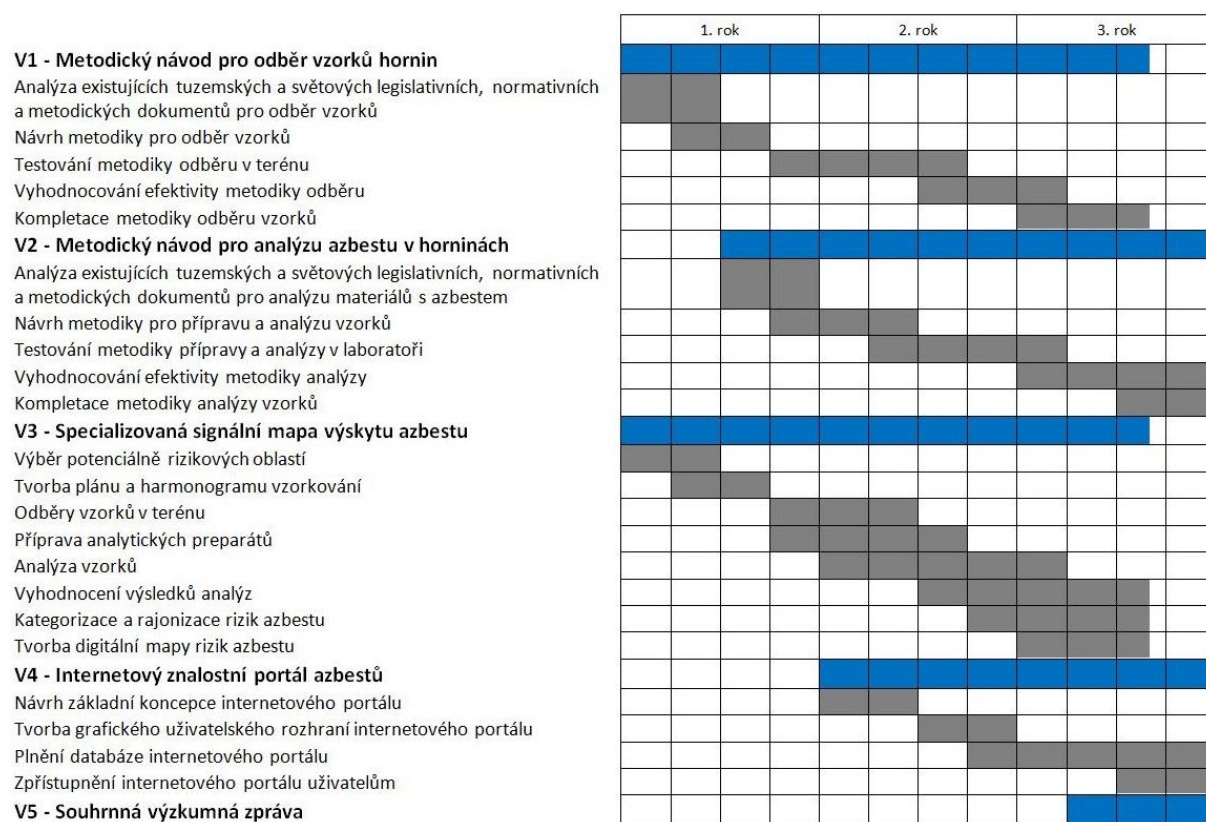 1. rok 2. rok 3. rok
V1 - Metodický návod pro odběr vzorků hornin
Analýza existujících tuzemských a světových legislativních, normativních
a metodických dokumentů pro odběr vzorků
Návrh metodiky pro odběr vzorků
Testování metodiky odběru v terénu
Vyhodnocování efektivity metodiky odběru
Kompletace metodiky odběru vzorků
V2 - Metodický návod pro analýzu azbestu v horninách
Analýza existujících tuzemských a světových legislativních, normativních
a metodických dokumentů pro analýzu materiálů s azbestem
Návrh metodiky pro přípravu a analýzu vzorků
Testování metodiky přípravy a analýzy v laboratoři
Vyhodnocování efektivity metodiky analýzy
Kompletace metodiky analýzy vzorků
V3 - Specializovaná signální mapa výskytu azbestu
Výběr potenciálně rizikových oblastí
Tvorba plánu a harmonogramu vzorkování
Odběry vzorků v terénu
Příprava analytických preparátů
Analýza vzorků
Vyhodnocení výsledků analýz
Kategorizace a rajonizace rizik azbestu
Tvorba digitální mapy rizik azbestu
V4 - Internetový znalostní portál azbestů
Návrh základní koncepce internetového portálu
Tvorba grafického uživatelského rozhraní internetového portálu
Plnění databáze internetového portálu
Zpřístupnění internetového portálu uživatelům
V5 - Souhrnná výzkumná zpráva